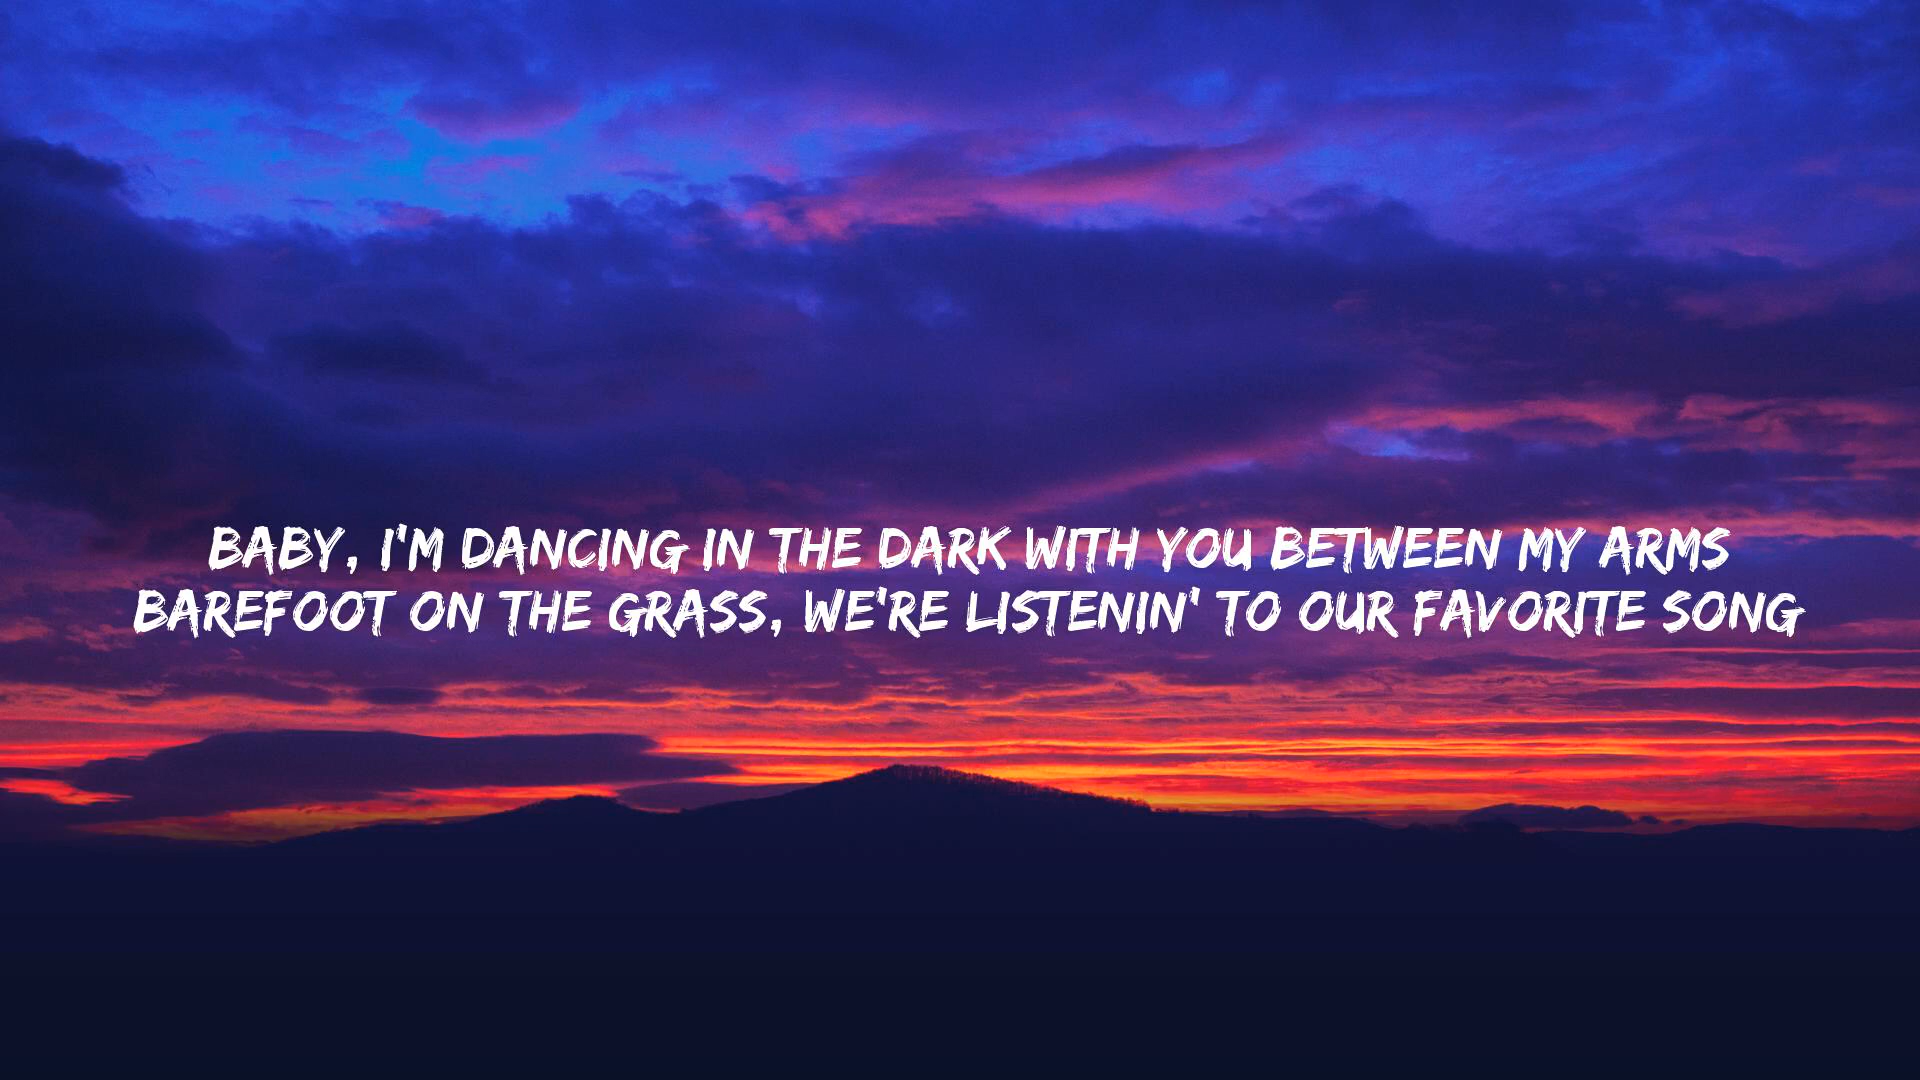 BABY, I'M DANCING IN THE DARK WITH YOU BETWEEN MY ARMS
BAREFOOT ON THE GRASS, WE'RE LISTENIN' TO OUR FAVORITE SONG